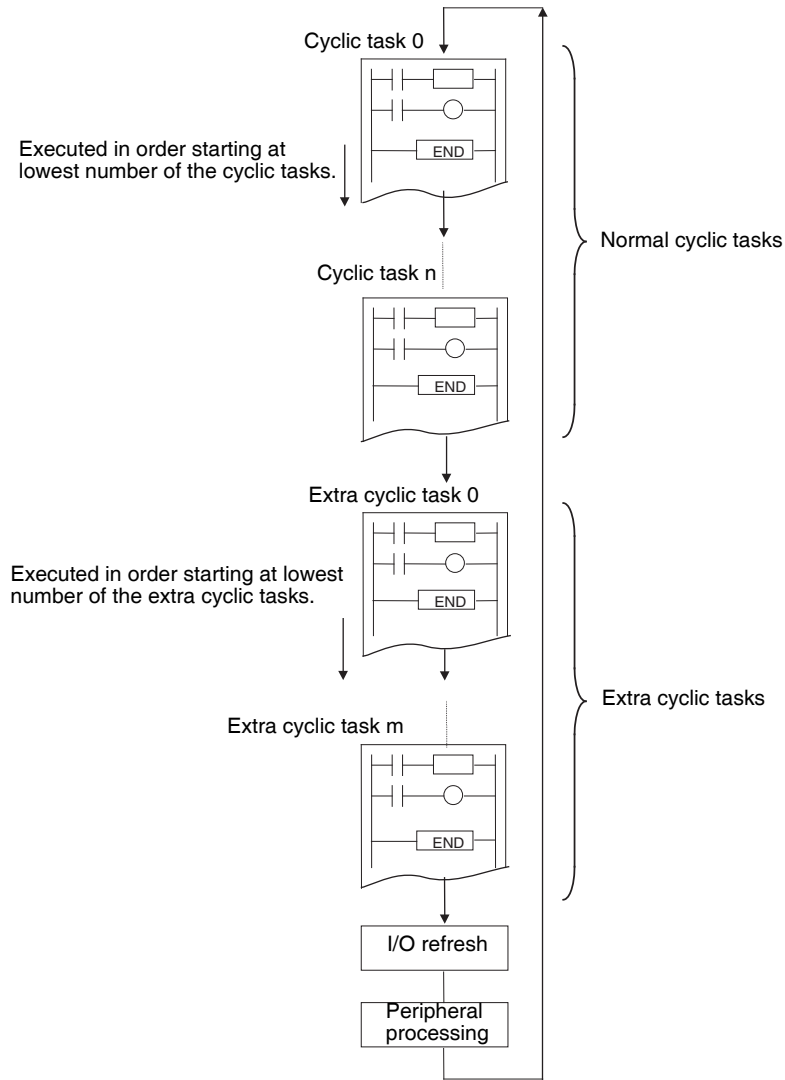 Cyclic task 0
END
Executed in order starting at
lowest number of the cyclic tasks.
Normal cyclic tasks
Cyclic task n
END
Extra cyclic task 0
END
Executed in order starting at lowest
number of the extra cyclic tasks.
Extra cyclic tasks
Extra cyclic task m
END
I/O refresh
Peripheral
processing